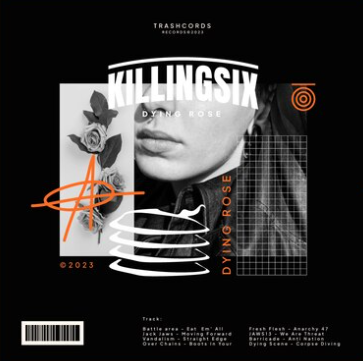 TRASHCORDS
RECORDS©2023
KILLINGSIX
DYING ROSE
DYING ROSE
©2023
Track:
Battle area - Eat Em" All
Jack Jaws - Moving Forward
Vandalism - Straight Edge
Over Chains - Boots In Your
Fresh Flesh - Anarchy 47
JAWS13 - We Are Threat
Barricade - Anti Nation
Dying Scene - Corpse Diving